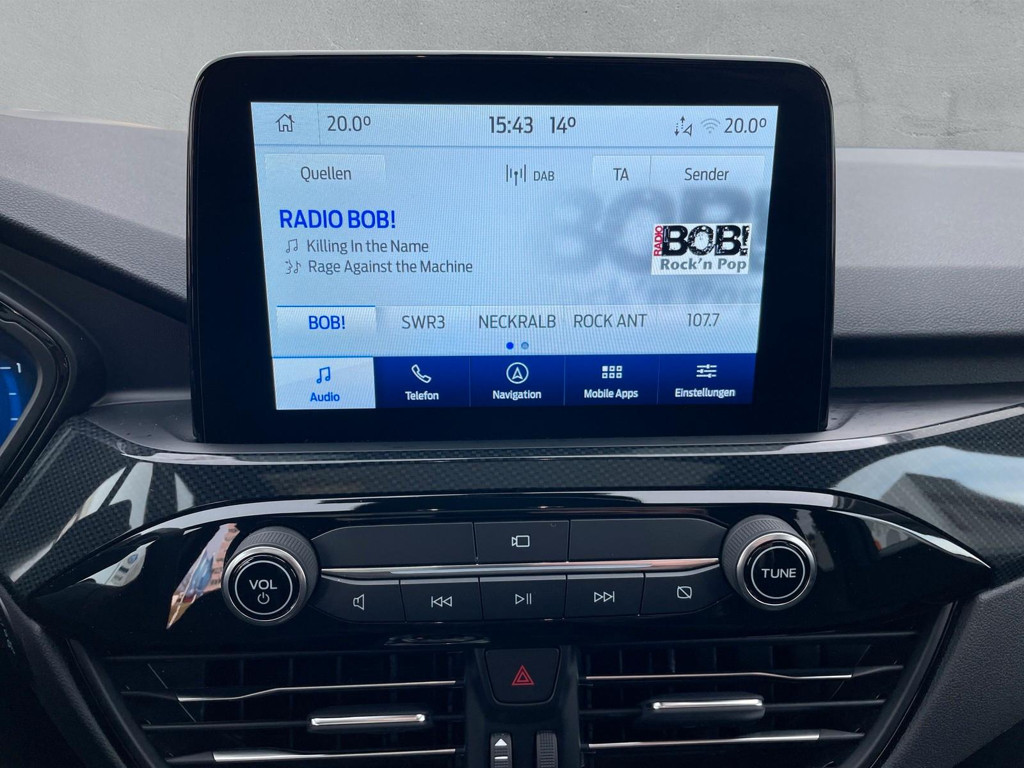 20.0° 15:43 14° 20.0°
Quellen DAB TA Sender
RADIO BOB!
Killing In the Name
Rage Against the Machine
RADIO BOB!
Rock'n Pop
BOB! SWR3 NECKRALB ROCK ANT 107.7
Audio Telefon Navigation Mobile Apps Einstellungen
1
VOL
TUNE